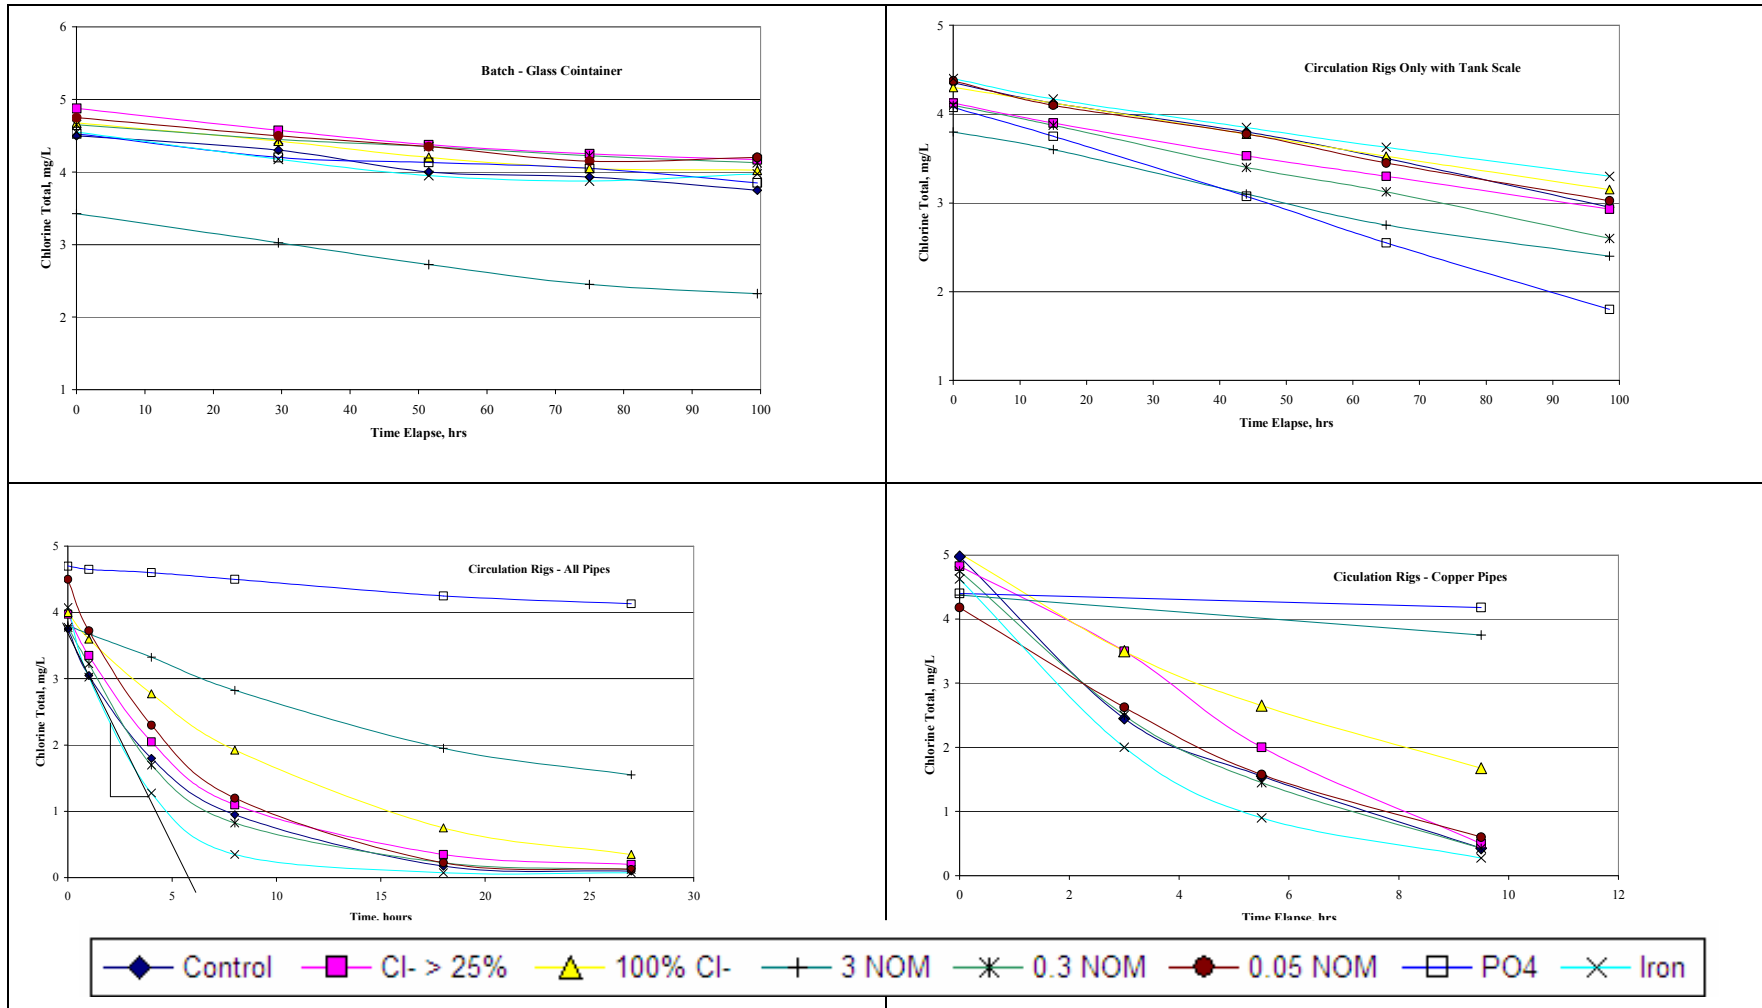 Batch - Glass Cointainer
Chlorine Total, mg/L
6
5
4
3
2
1
0 10 20 30 40 50 60 70 80 90 100
Time Elapse, hrs
Circulation Rigs Only with Tank Scale
Chlorine Total, mg/L
5
4
3
2
1
0 10 20 30 40 50 60 70 80 90 100
Time Elapse, hrs
Circulation Rigs - All Pipes
Chlorine Total, mg/L
5
4
3
2
1
0
0 5 10 15 20 25 30
Time, hours
Ciculation Rigs - Copper Pipes
Chlorine Total, mg/L
5
4
3
2
1
0
0 2 4 6 8 10 12
Time Elapse, hrs
Control Cl- > 25% 100% Cl- 3 NOM 0.3 NOM 0.05 NOM PO4 Iron